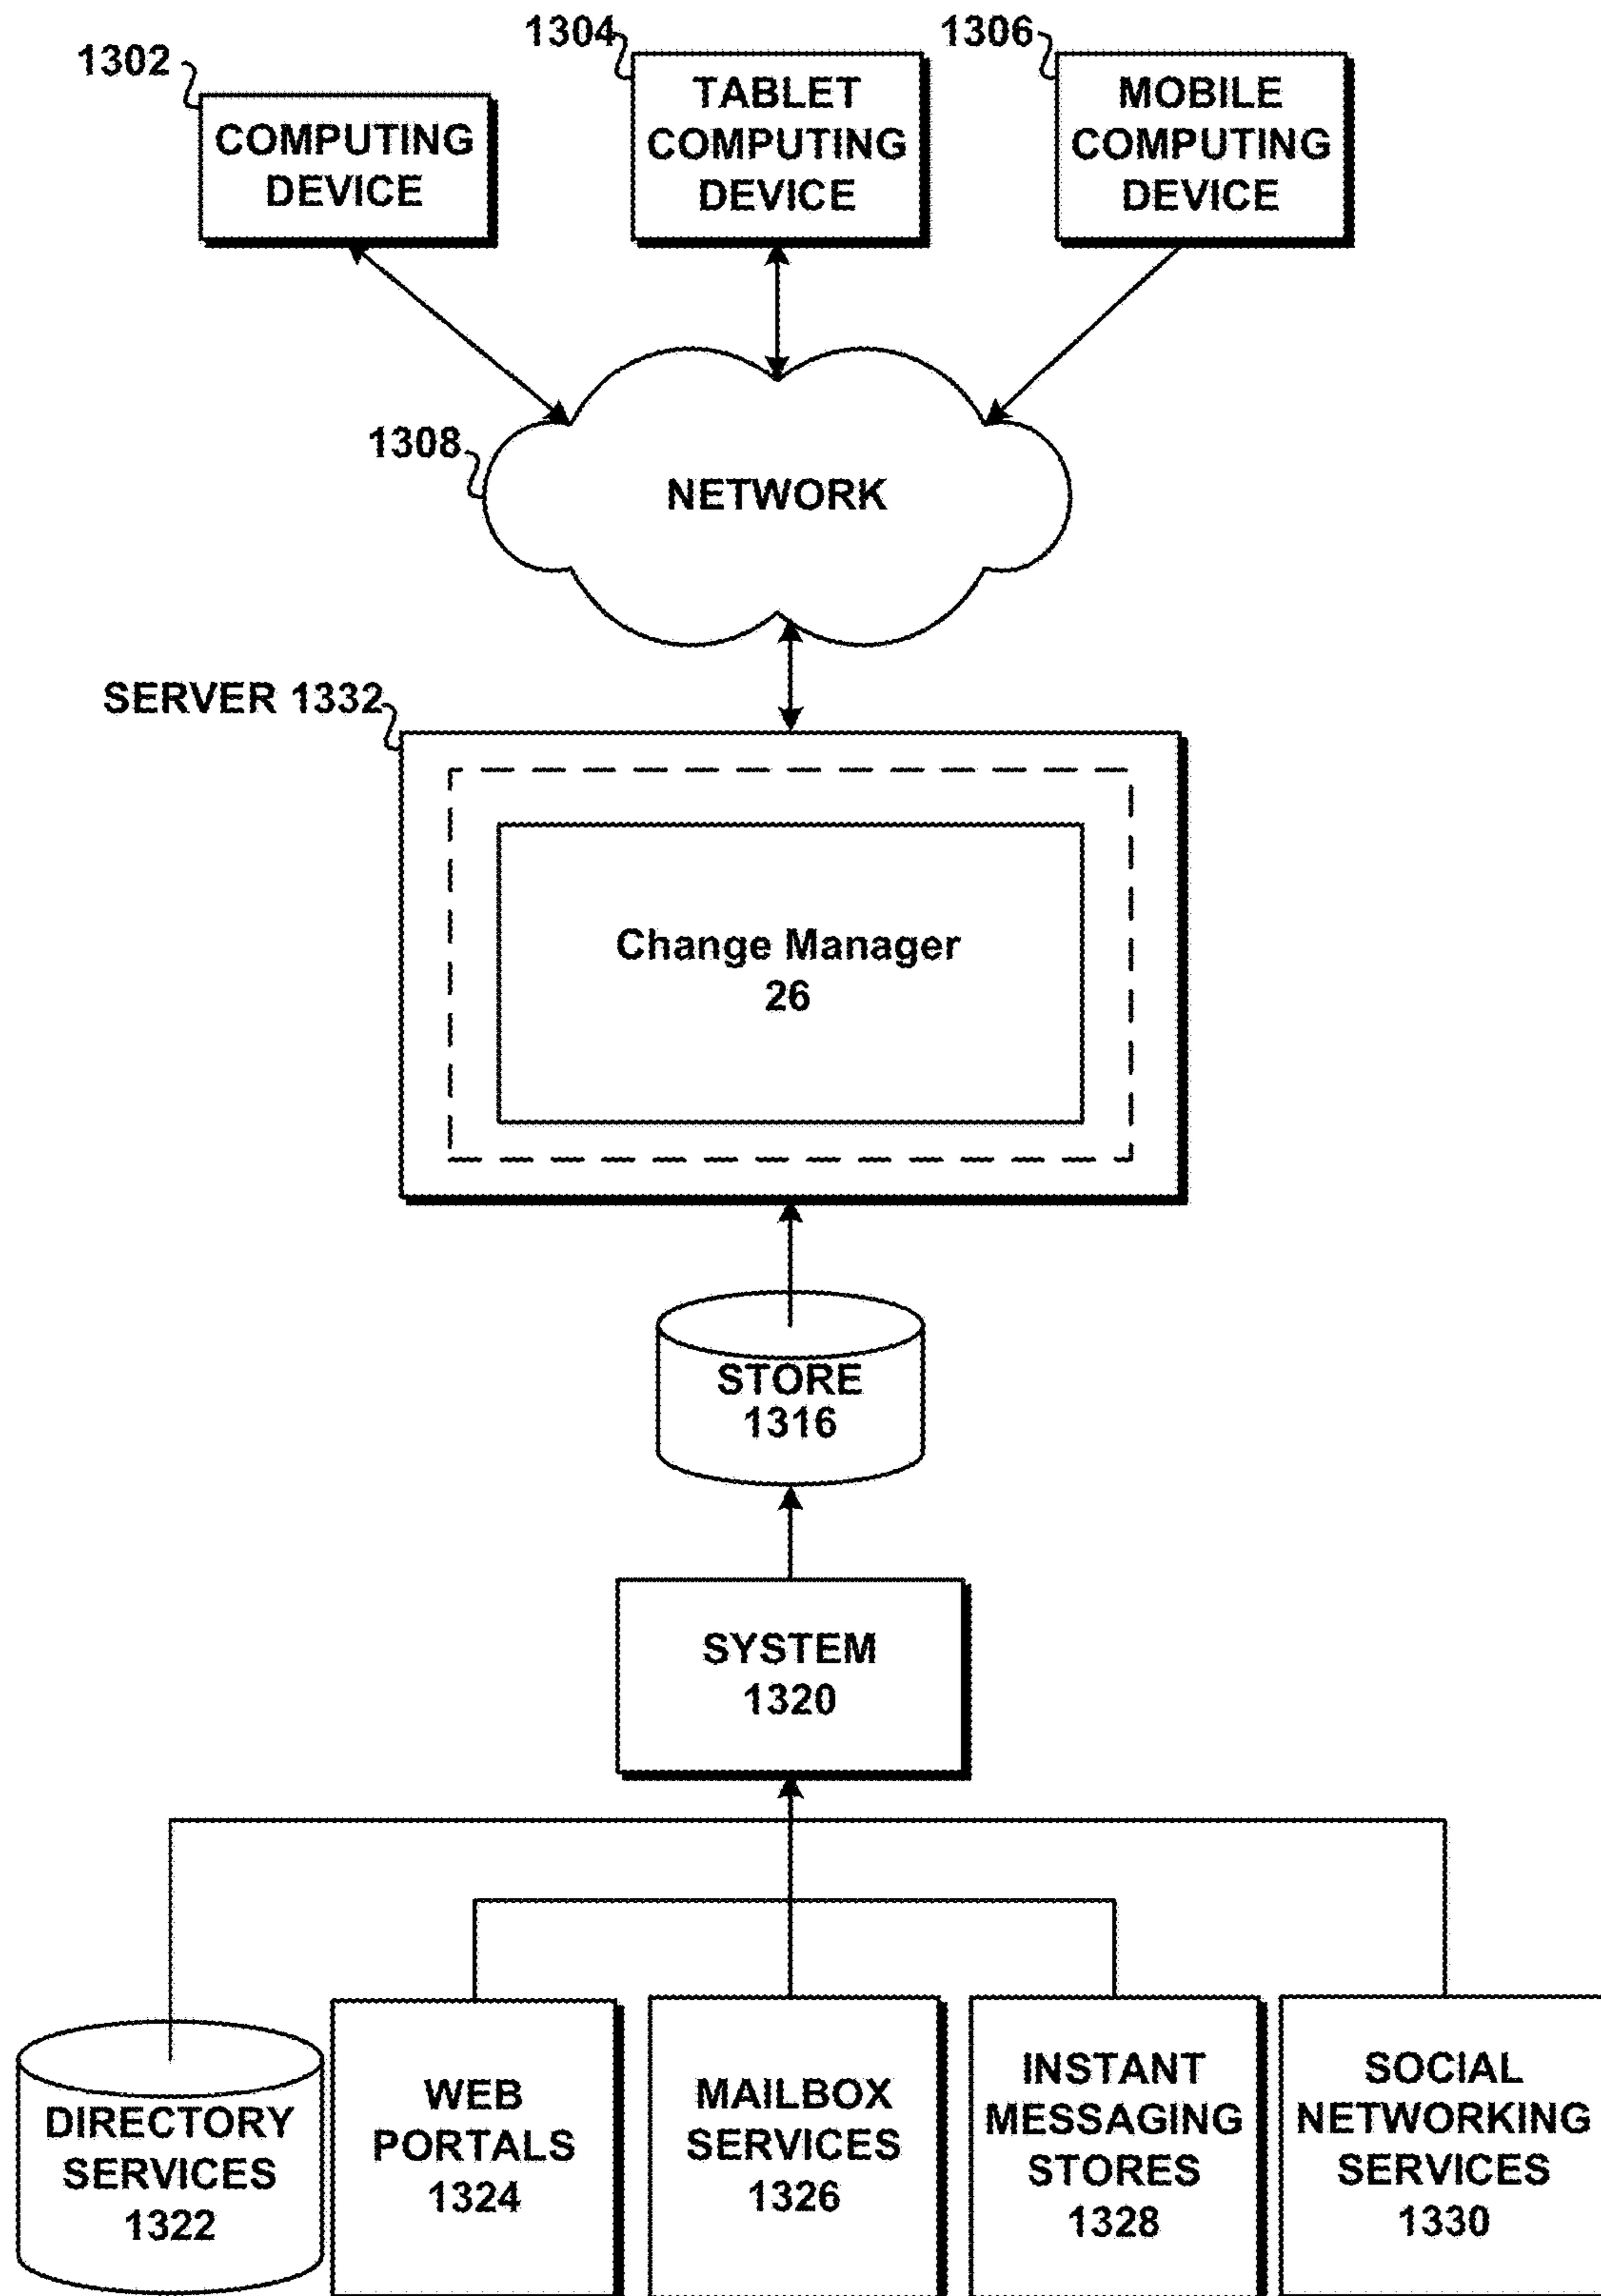 1302
1304
1306
COMPUTING
DEVICE
TABLET
COMPUTING
DEVICE
MOBILE
COMPUTING
DEVICE
1308
NETWORK
SERVER 1332
Change Manager
26
STORE
1316
SYSTEM
1320
DIRECTORY
SERVICES
1322
WEB
PORTALS
1324
MAILBOX
SERVICES
1326
INSTANT
MESSAGING
STORES
1328
SOCIAL
NETWORKING
SERVICES
1330